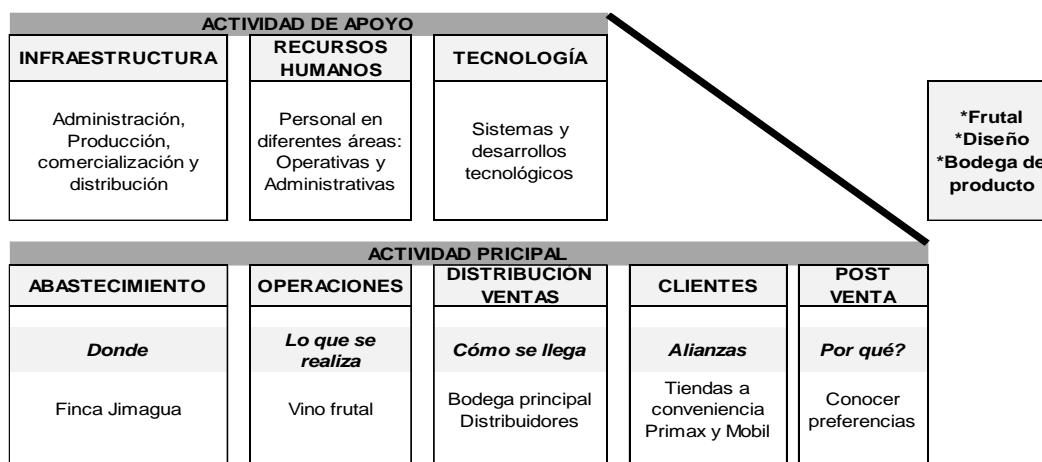 ACTIVIDAD DE APOYO
INFRAESTRUCTURA
RECURSOS
HUMANOS
TECNOLOGÍA
Administración,
Producción,
comercialización y
distribución
Personal en
diferentes áreas:
Operativas y
Administrativas
Sistemas y
desarrollos
tecnológicos
*Frutal
*Diseño
*Bodega de
producto
ACTIVIDAD PRICIPAL
ABASTECIMIENTO
OPERACIONES
DISTRIBUCIÓN
VENTAS
CLIENTES
POST
VENTA
Donde
Lo que se
realiza
Cómo se llega
Alianzas
Por qué?
Finca Jimagua
Vino frutal
Bodega principal
Distribuidores
Tiendas a
conveniencia
Primax y Mobil
Conocer
preferencias